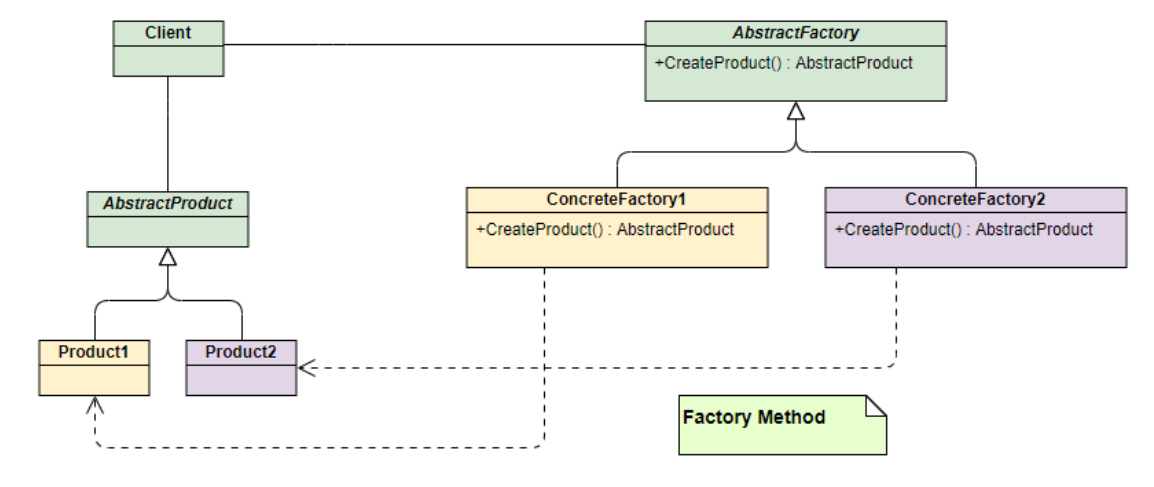 Client
AbstractFactory
+CreateProduct() : AbstractProduct
AbstractProduct
ConcreteFactory1
+CreateProduct() : AbstractProduct
ConcreteFactory2
+CreateProduct() : AbstractProduct
Product1
Product2
Factory Method